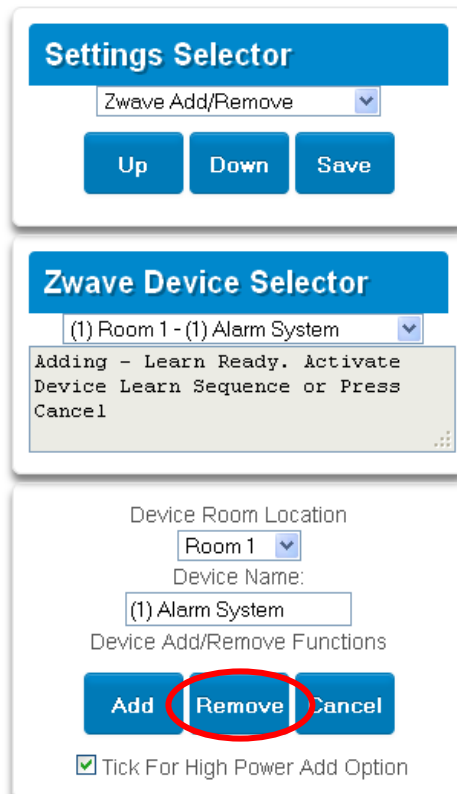 Settings Selector
Zwave Add/Remove
Up Down Save
Zwave Device Selector
(1) Room 1 - (1) Alarm System
Adding - Learn Ready. Activate
Device Learn Sequence or Press
Cancel
Device Room Location
Room 1
Device Name:
(1) Alarm System
Device Add/Remove Functions
Add Remove Cancel
Tick For High Power Add Option